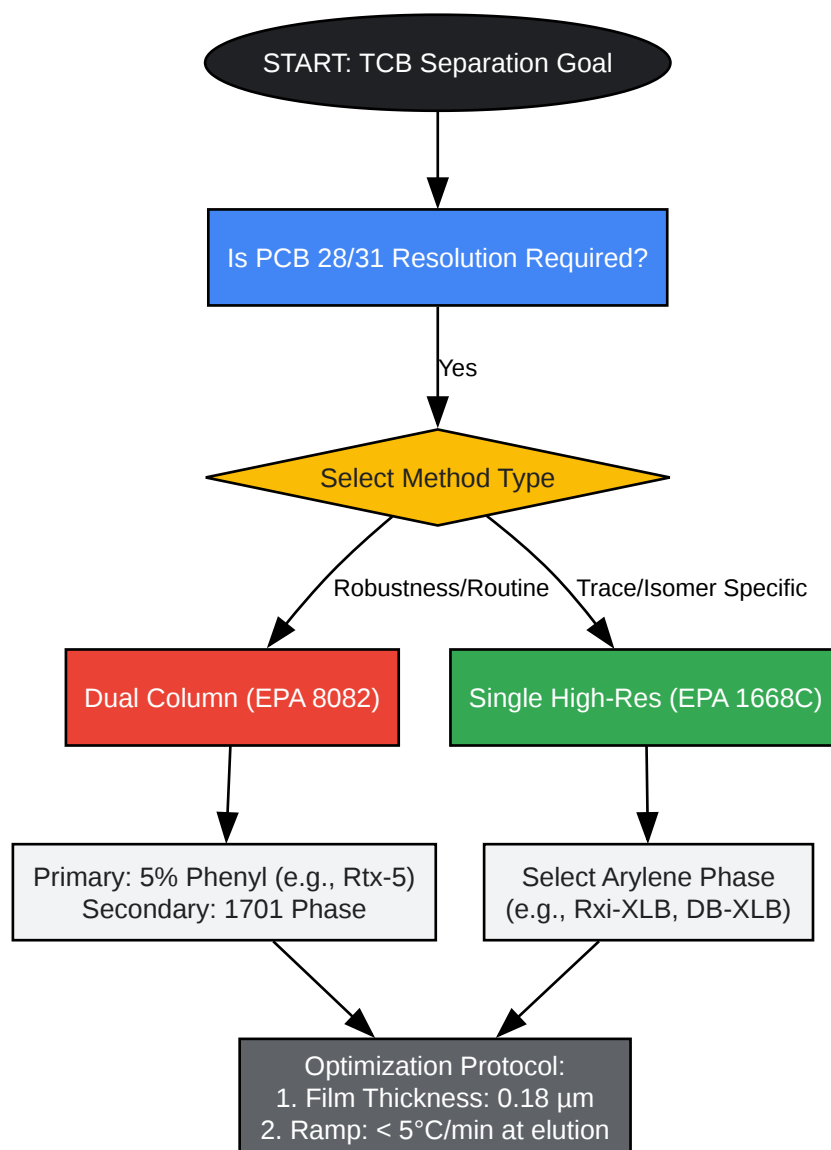 START: TCB Separation Goal
Is PCB 28/31 Resolution Required?
Yes
Select Method Type
Robustness/Routine
Trace/Isomer Specific
Dual Column (EPA 8082)
Single High-Res (EPA 1668C)
Primary: 5% Phenyl (e.g., Rtx-5)
Secondary: 1701 Phase
Select Arylene Phase
(e.g., Rxi-XLB, DB-XLB)
Optimization Protocol:
1. Film Thickness: 0.18 µm
2. Ramp: < 5°C/min at elution